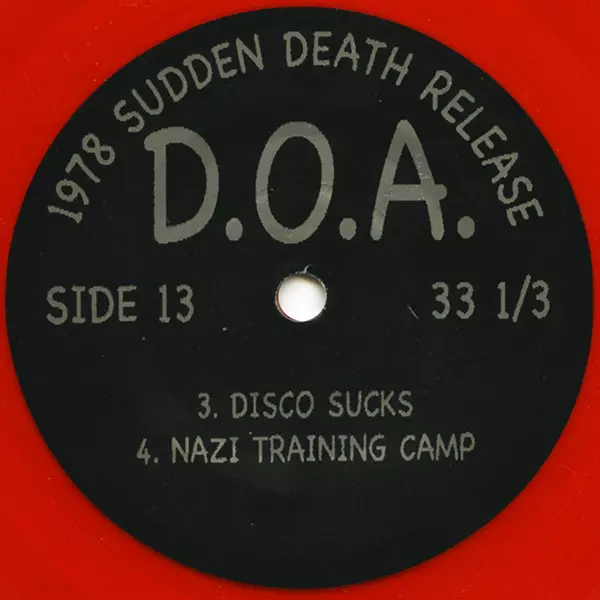 1978 SUDDEN DEATH RELEASE
D.O.A.
SIDE 13
33 1/3
3. DISCO SUCKS
4. NAZI TRAINING CAMP